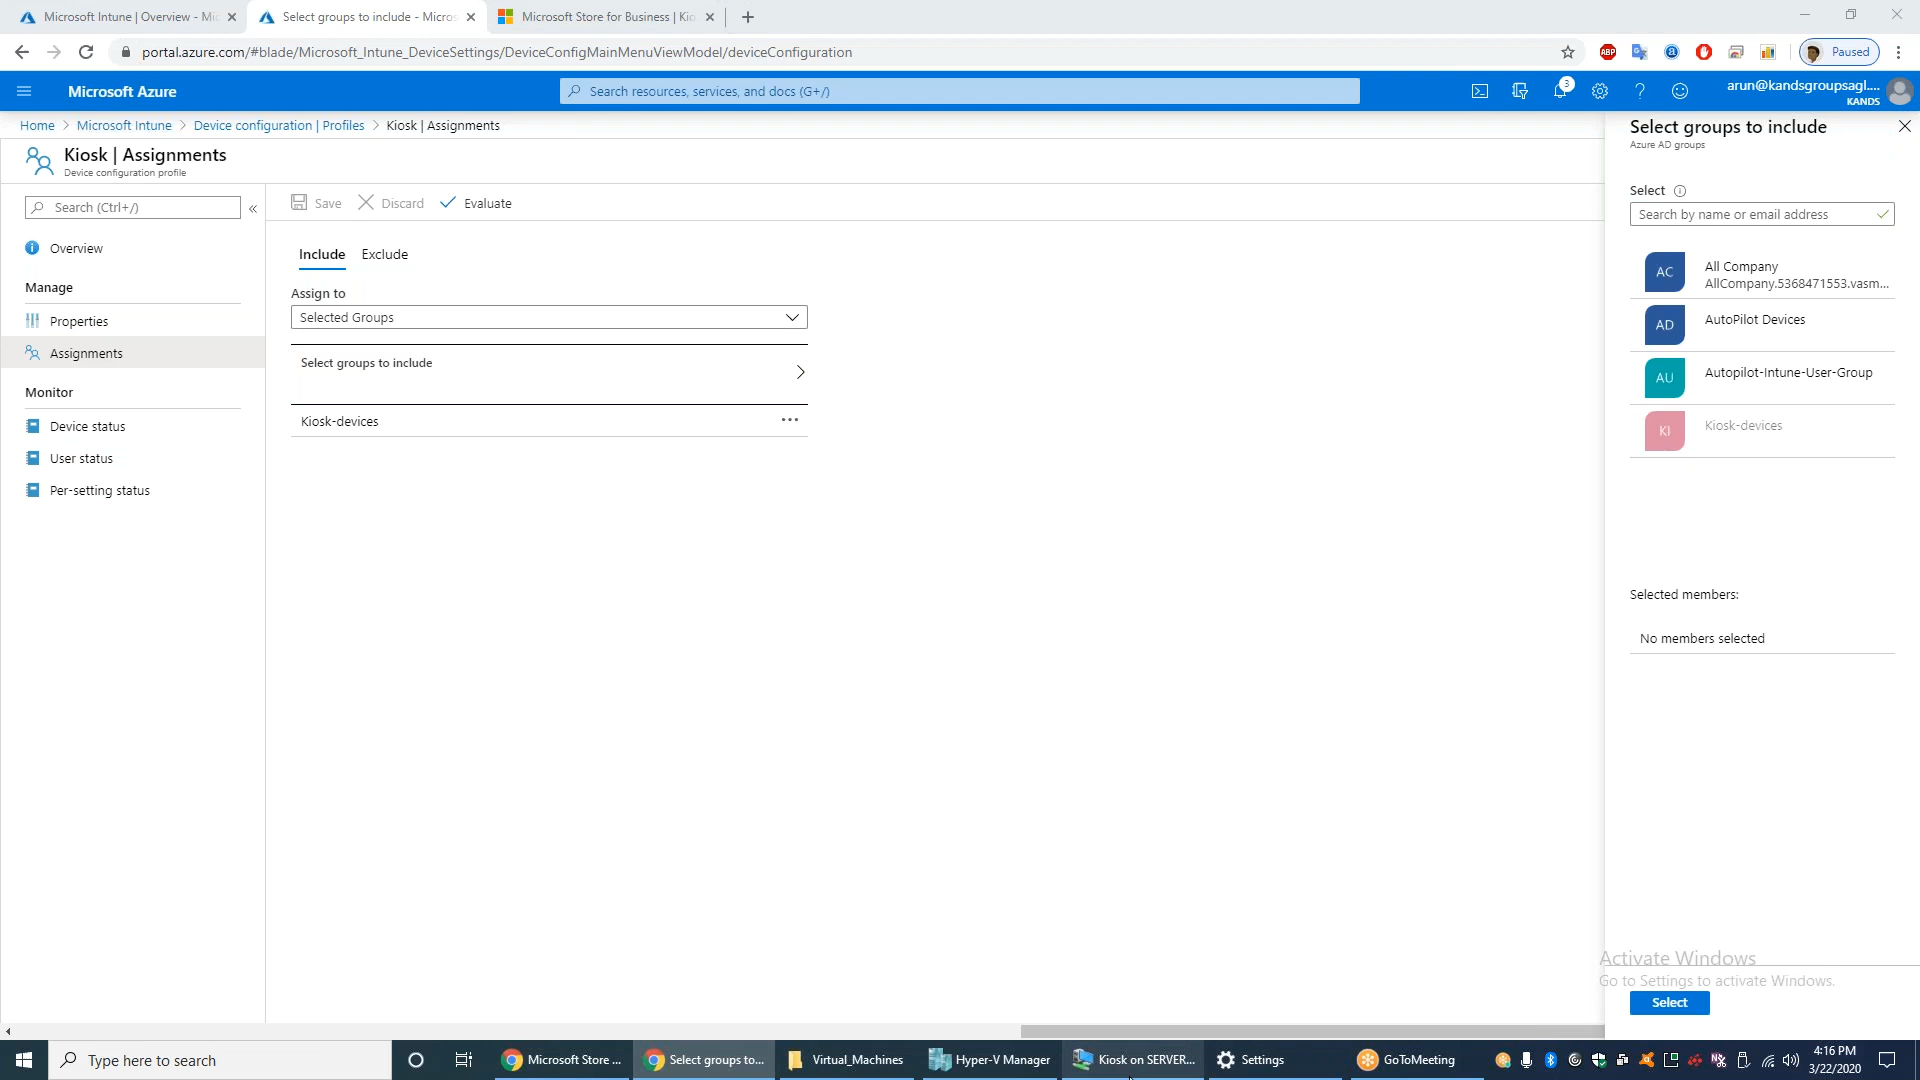 Microsoft Intune | Overview - Mic
Select groups to include - Micros
Microsoft Store for Business | Kio
portal.azure.com/#blade/Microsoft_Intune_DeviceSettings/DeviceConfigMainMenuViewModel/deviceConfiguration
ABP
Paused
Microsoft Azure
Search resources, services, and docs (G+/)
3
arun@kandsgroupsagl....
KANDS
Home > Microsoft Intune > Device configuration | Profiles > Kiosk | Assignments
Kiosk | Assignments
Device configuration profile
Search (Ctrl+/)
Overview
Manage
Properties
Assignments
Monitor
Device status
User status
Per-setting status
Save
Discard
Evaluate
Include
Exclude
Assign to
Selected Groups
Select groups to include
Kiosk-devices
Select groups to include
Azure AD groups
Select
Search by name or email address
AC
All Company
AllCompany.5368471553.vasm...
AD
AutoPilot Devices
AU
Autopilot-Intune-User-Group
KI
Kiosk-devices
Selected members:
No members selected
Activate Windows
Go to Settings to activate Windows.
Select
Type here to search
Microsoft Store ...
Select groups to...
Virtual_Machines
Hyper-V Manager
Kiosk on SERVER...
Settings
GoToMeeting
4:16 PM
3/22/2020